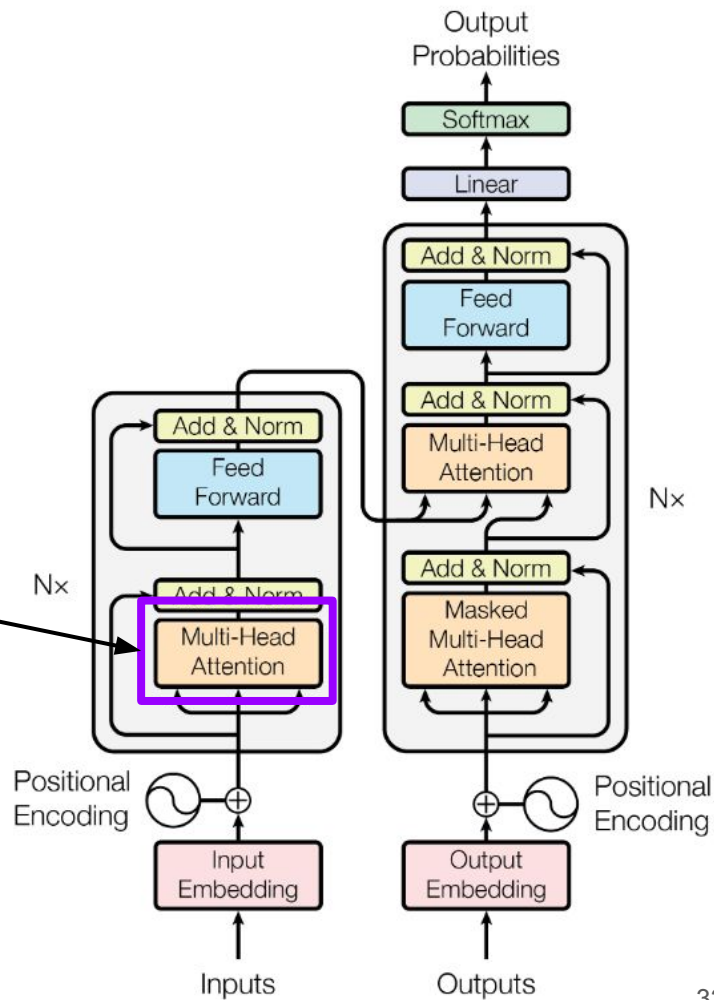 Output
Probabilities
Softmax
Linear
Add & Norm
Feed
Forward
Add & Norm
Multi-Head
Attention
Nx
Add & Norm
Masked
Multi-Head
Attention
Add & Norm
Feed
Forward
Nx
Add & Norm
Multi-Head
Attention
Positional
Encoding
Positional
Encoding
Input
Embedding
Output
Embedding
Inputs
Outputs